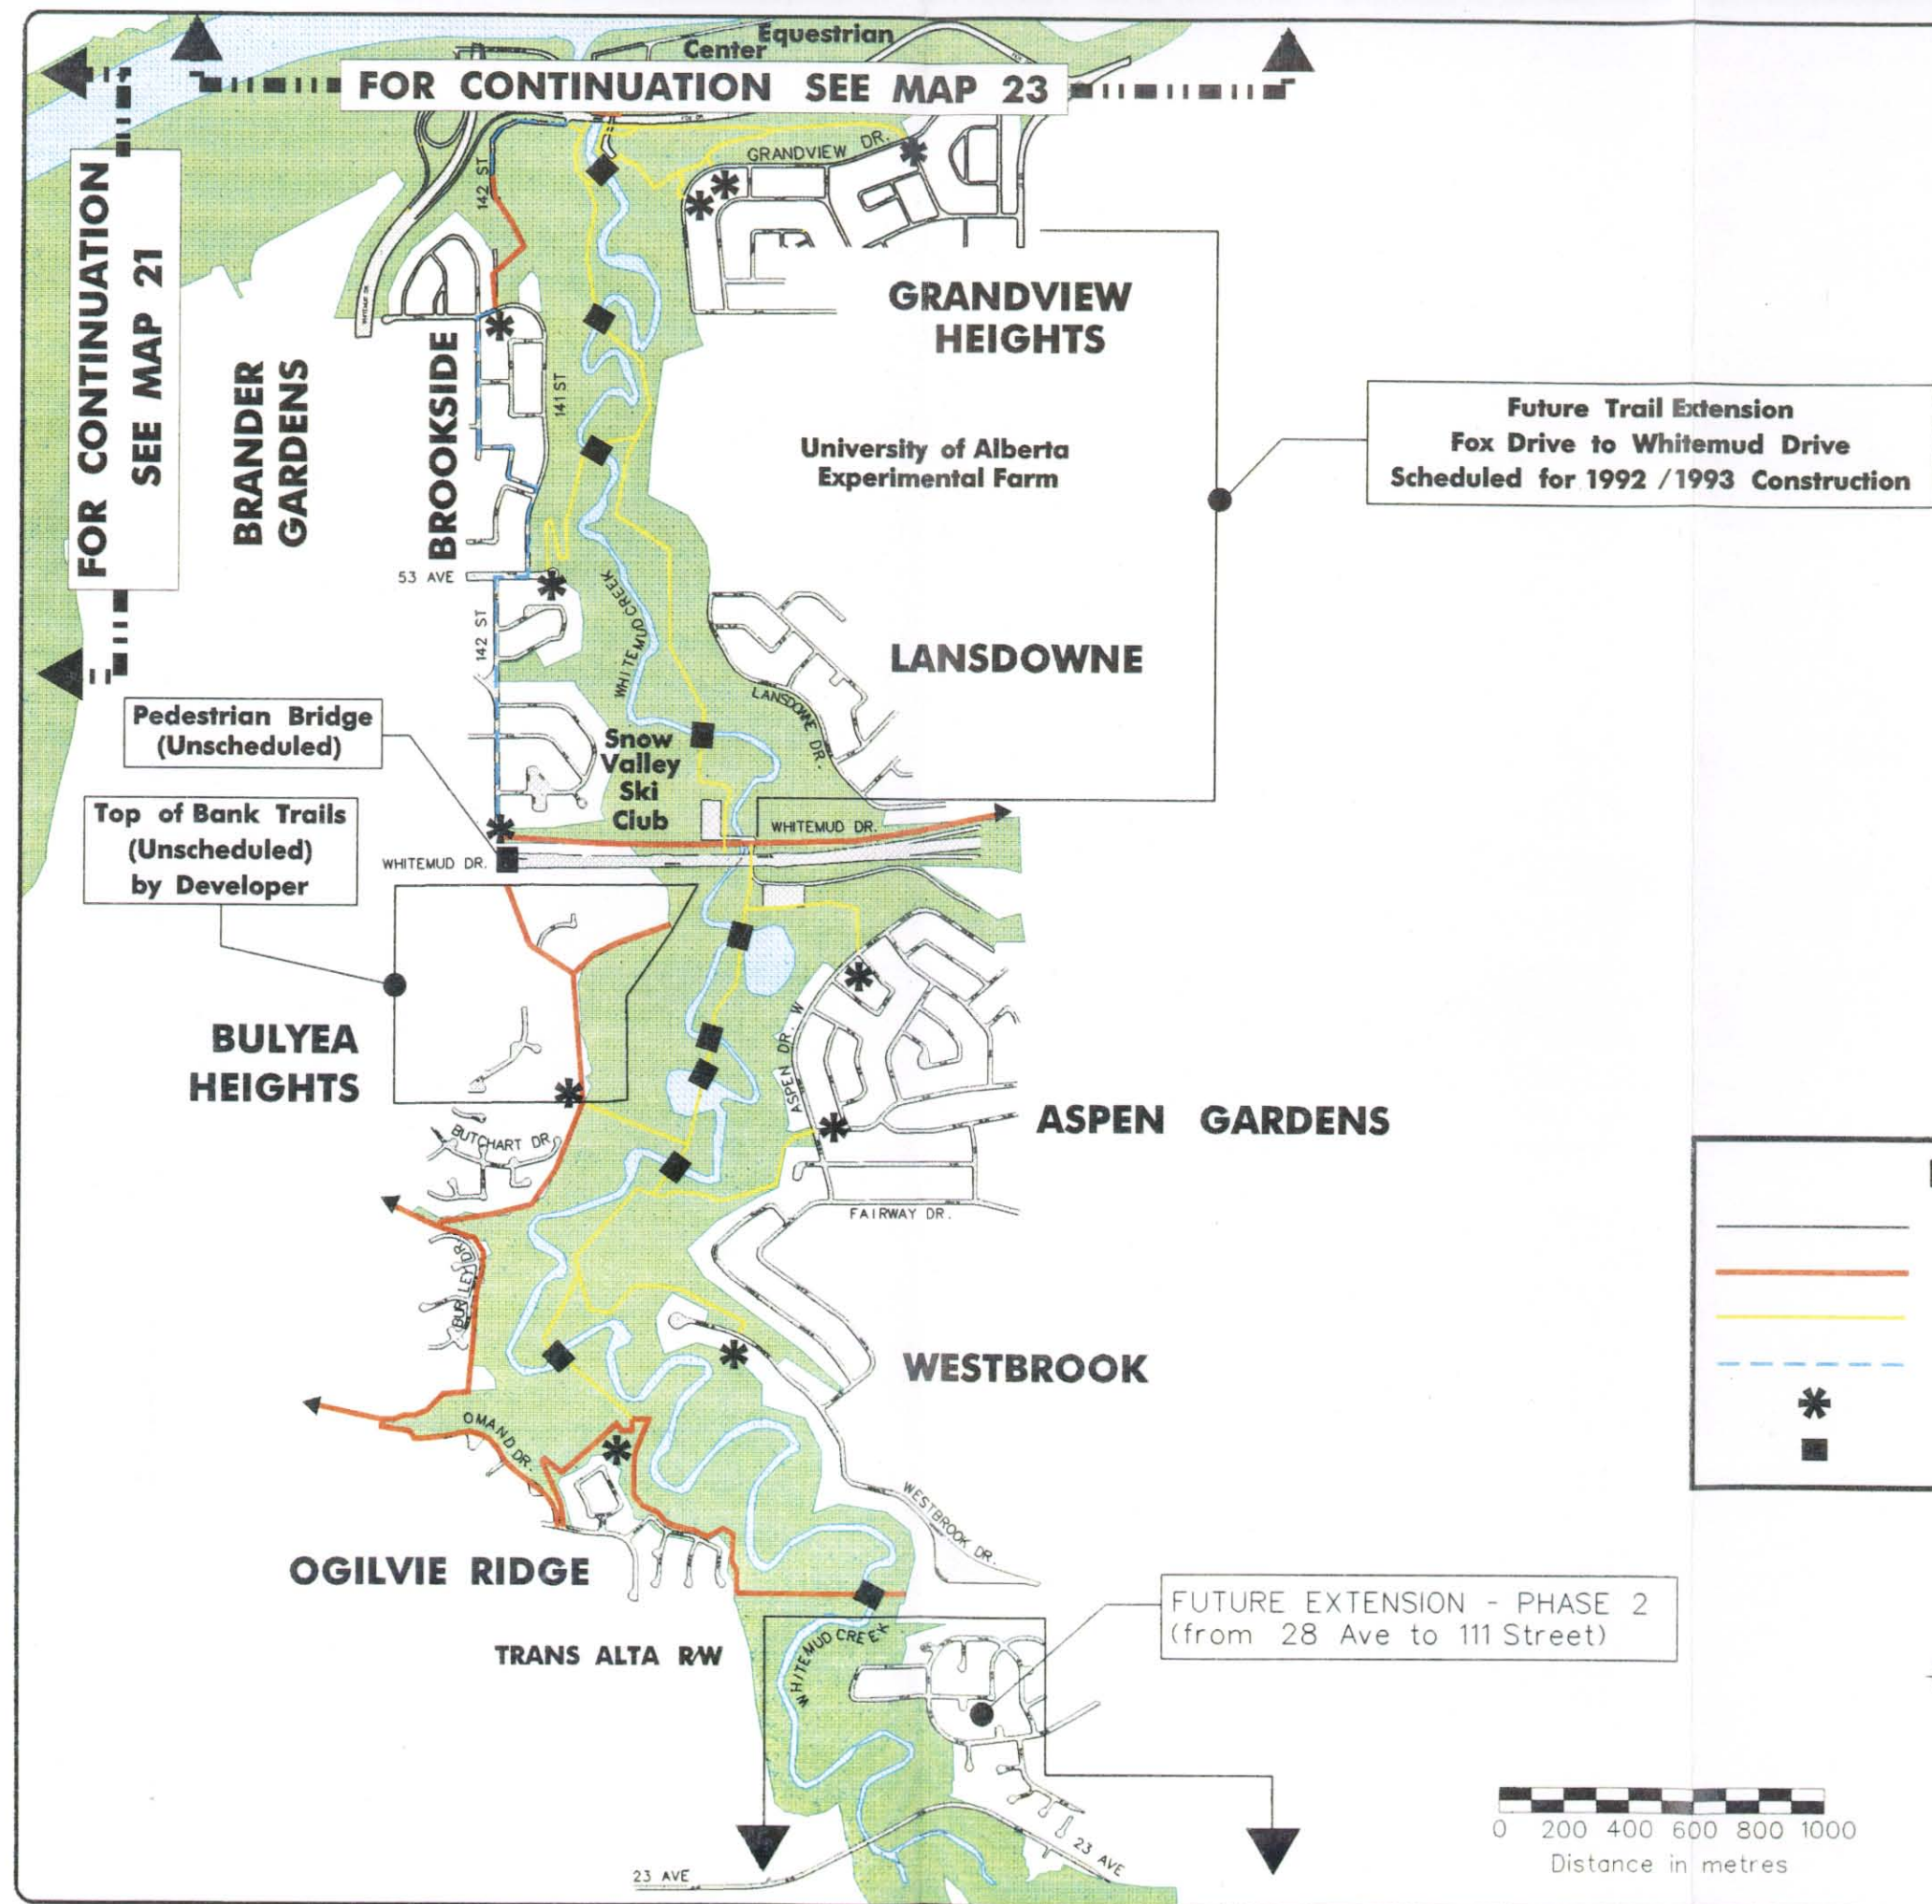 Equestrian
Center
FOR CONTINUATION SEE MAP 23
FOR CONTINUATION
SEE MAP 21
142 ST
GRANDVIEW DR.
GRANDVIEW
HEIGHTS
BRANDER
GARDENS
BROOKSIDE
141 ST
University of Alberta
Experimental Farm
Future Trail Extension
Fox Drive to Whitemud Drive
Scheduled for 1992 / 1993 Construction
53 AVE
142 ST
WHITEMUD CREEK
LANSDOWNE
LANSDOWNE DR.
Pedestrian Bridge
(Unscheduled)
Snow
Valley
Ski
Club
Top of Bank Trails
(Unscheduled)
by Developer
WHITEMUD DR.
WHITEMUD DR.
BULYEA
HEIGHTS
ASPEN DR. W
ASPEN GARDENS
BUTCHART DR.
FAIRWAY DR.
BURLEY DR.
WESTBROOK
OMAND DR.
WESTBROOK DR.
OGILVIE RIDGE
FUTURE EXTENSION - PHASE 2
(from 28 Ave to 111 Street)
TRANS ALTA R/W
WHITEMUD CREEK
23 AVE
23 AVE
0 200 400 600 800 1000
Distance in metres